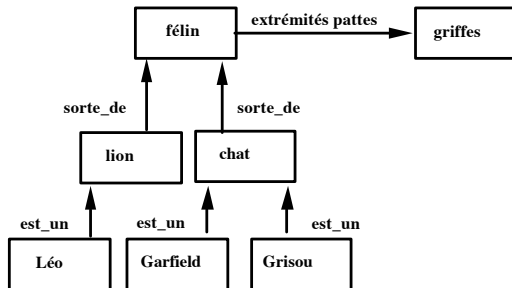 félin
extrémités pattes
griffes
sorte_de
sorte_de
lion
chat
est_un
est_un
est_un
Léo
Garfield
Grisou